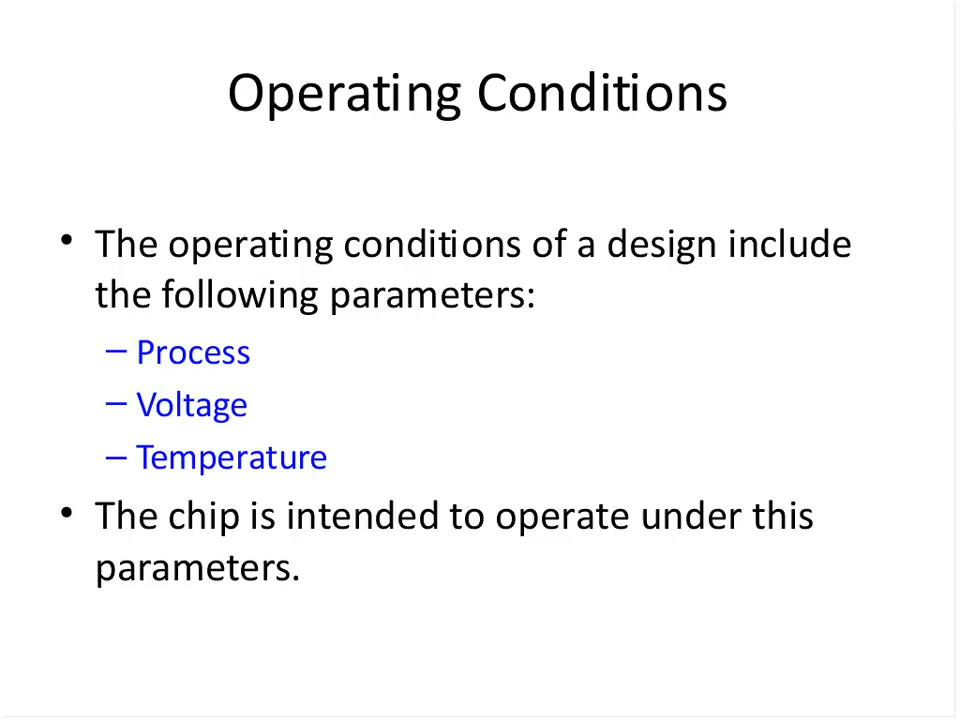 Operating Conditions
• The operating conditions of a design include
the following parameters:
– Process
– Voltage
– Temperature
• The chip is intended to operate under this
parameters.